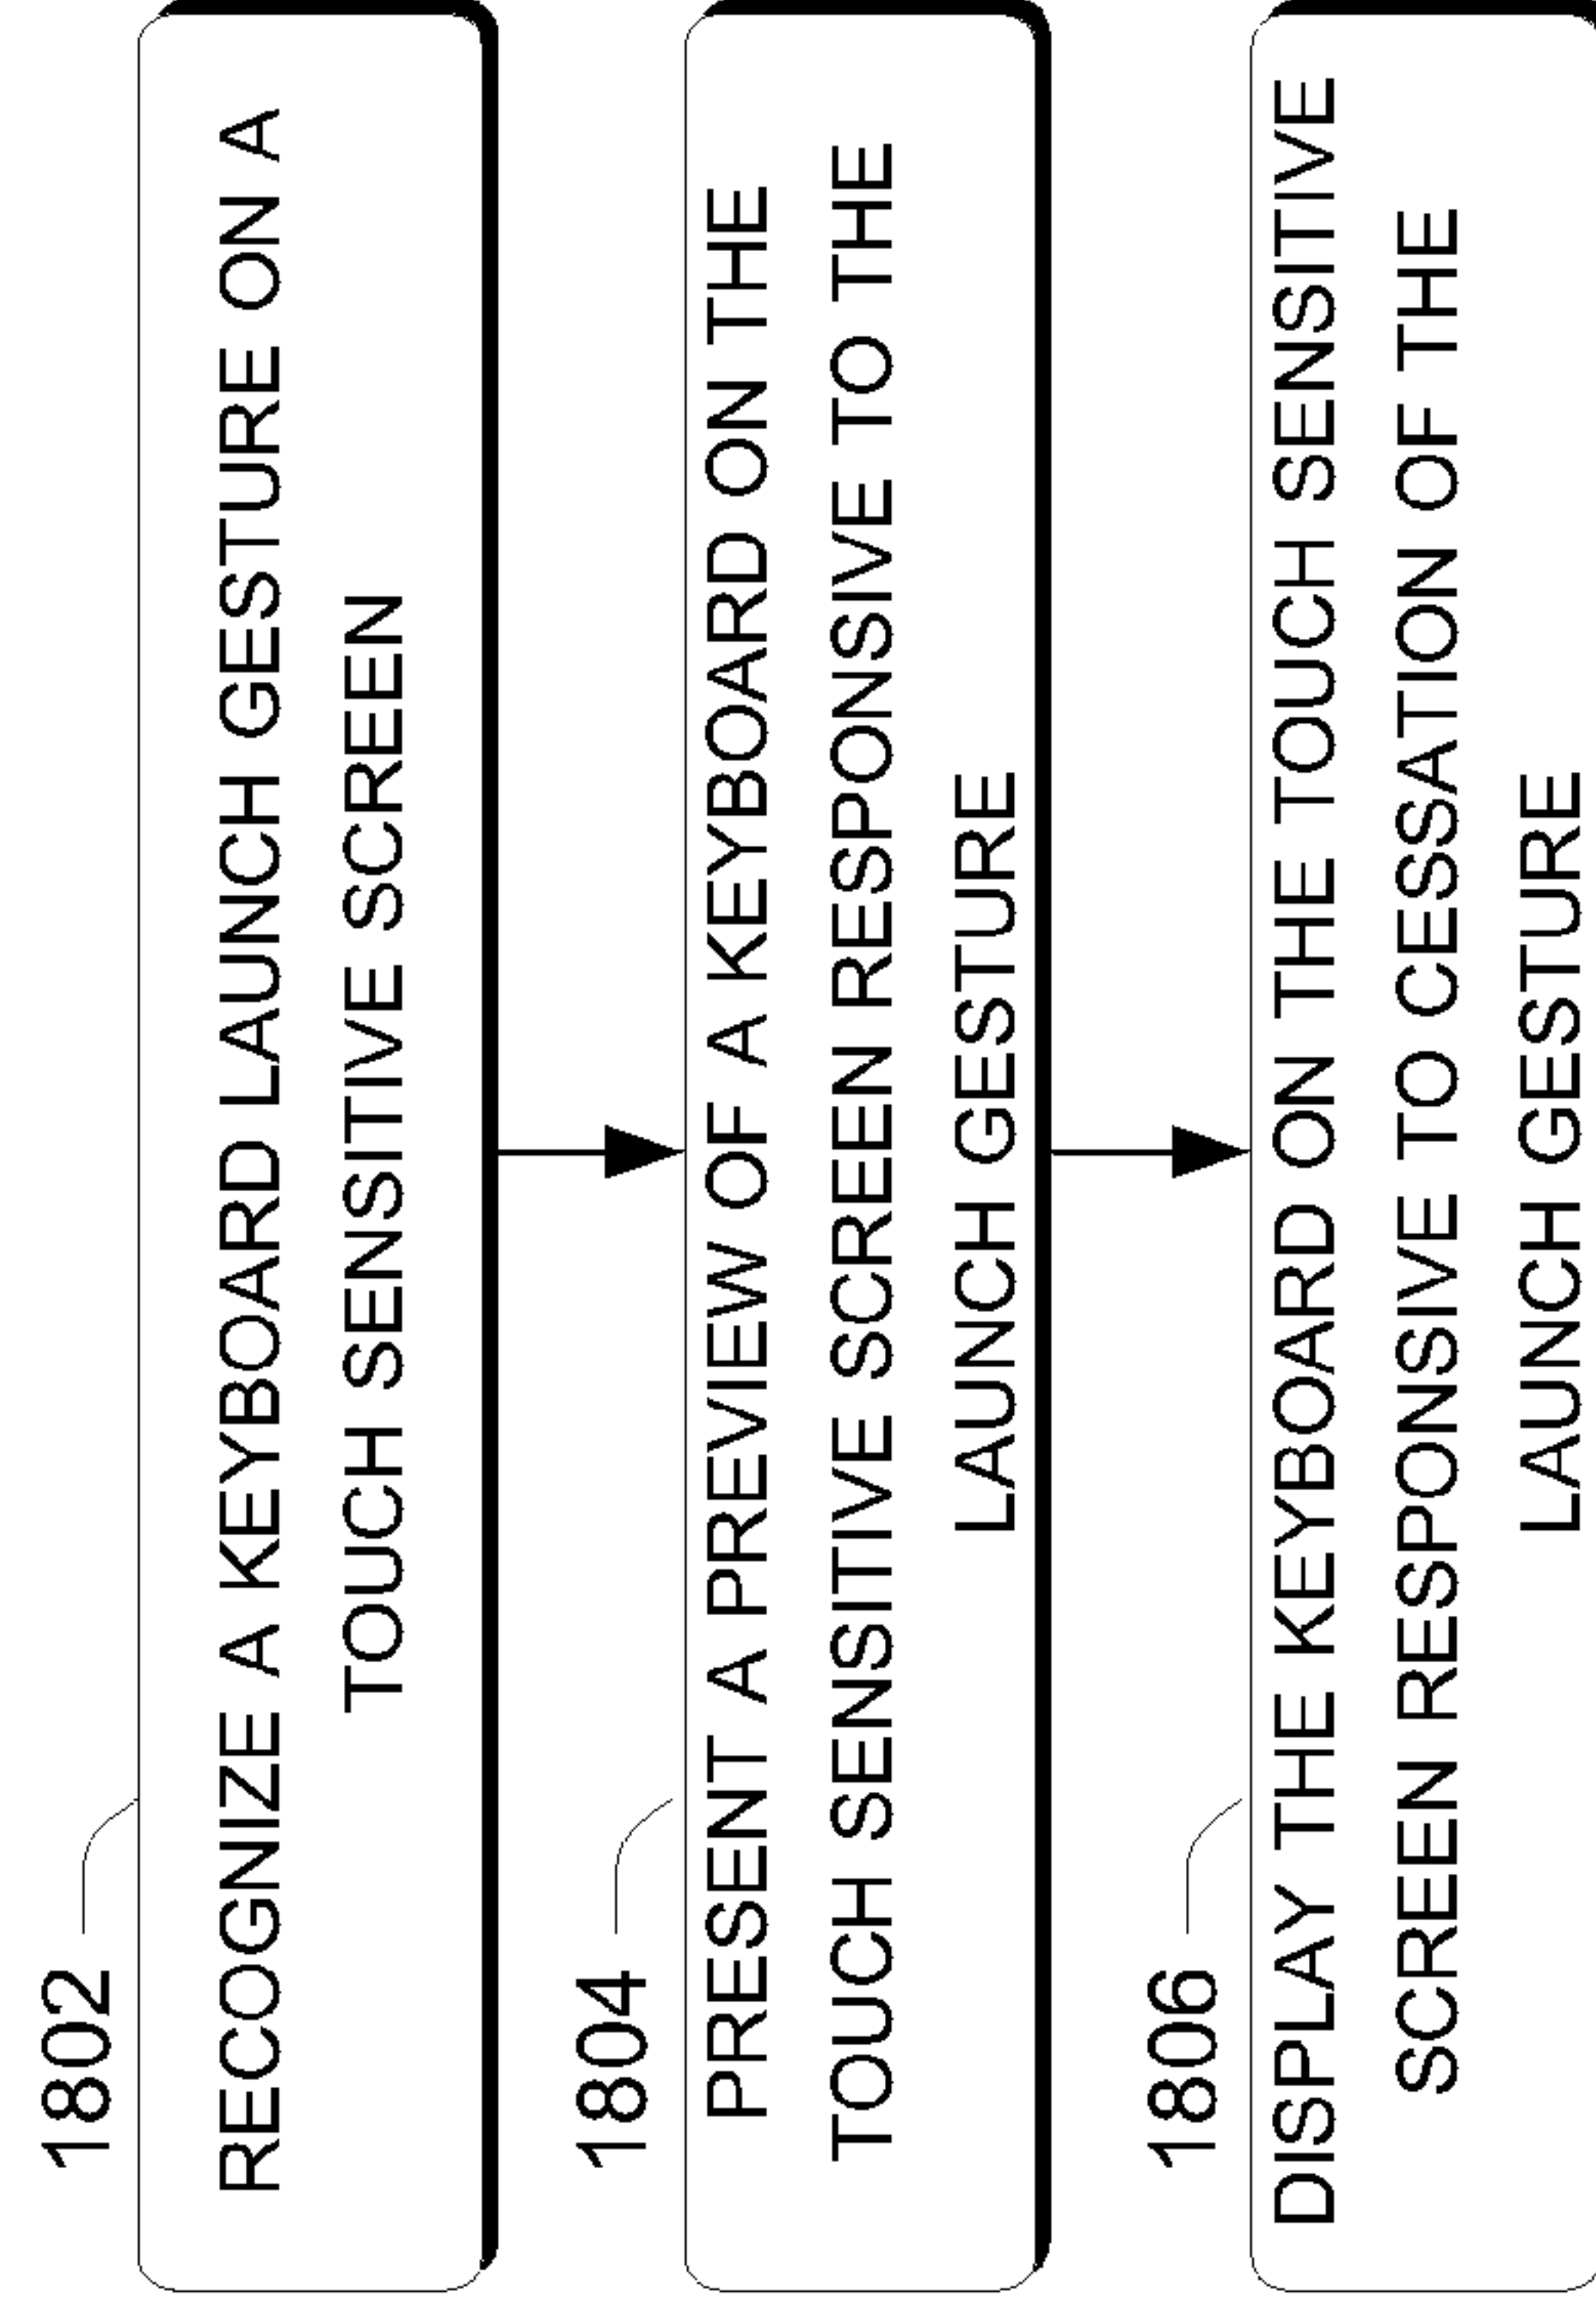 1802
RECOGNIZE A KEYBOARD LAUNCH GESTURE ON A
TOUCH SENSITIVE SCREEN
1804
PRESENT A PREVIEW OF A KEYBOARD ON THE
TOUCH SENSITIVE SCREEN RESPONSIVE TO THE
LAUNCH GESTURE
1806
DISPLAY THE KEYBOARD ON THE TOUCH SENSITIVE
SCREEN RESPONSIVE TO CESSATION OF THE
LAUNCH GESTURE